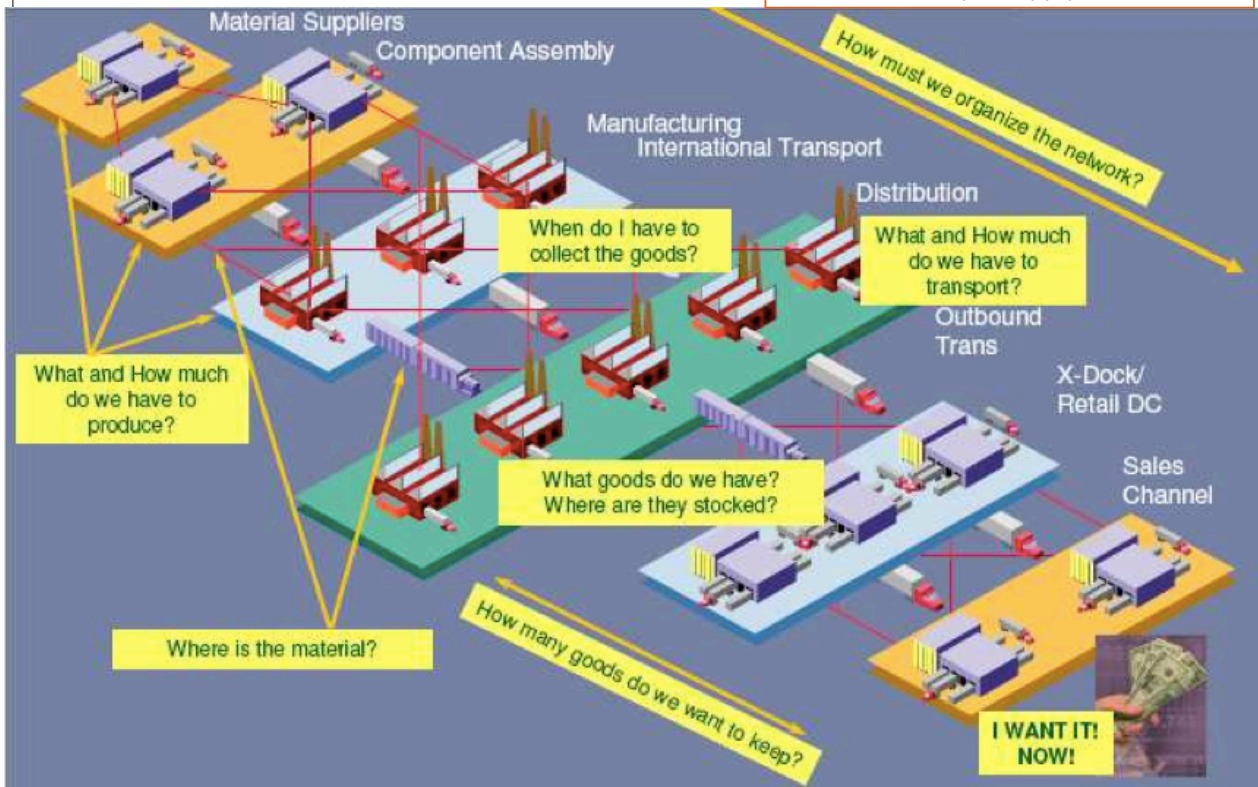 Material Suppliers
Component Assembly
How must we organize the network?
Manufacturing
International Transport
Distribution
When do I have to
collect the goods?
What and How much
do we have to
transport?
Outbound
Trans
What and How much
do we have to
produce?
X-Dock/
Retail DC
What goods do we have?
Where are they stocked?
Sales
Channel
Where is the material?
How many goods do we want to keep?
I WANT IT!
NOW!